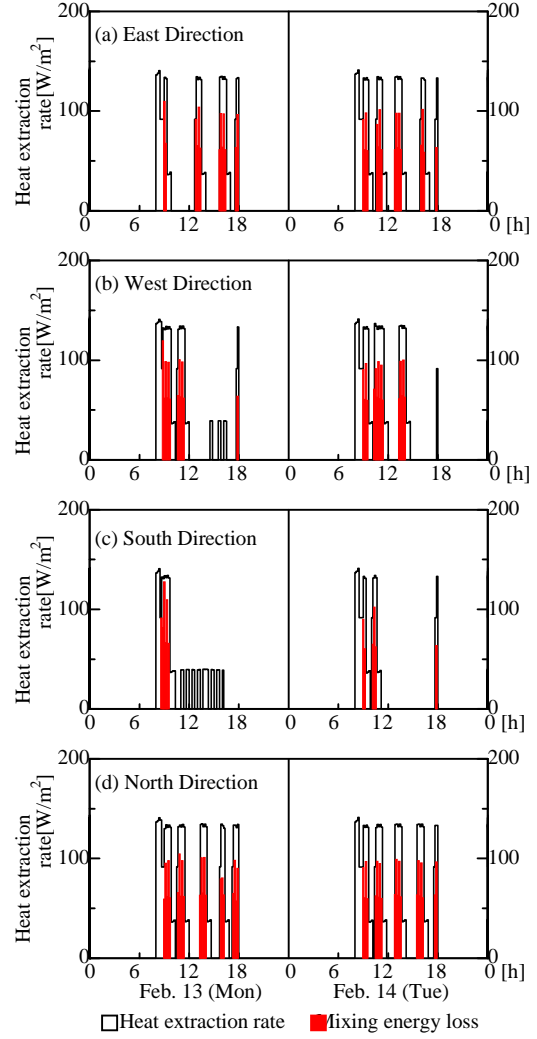 200
(a) East Direction
200
Heat extraction
rate[W/m²]
100
100
0
0
0 6 12 18 0 6 12 18 0 [h]
200
(b) West Direction
200
Heat extraction
rate[W/m²]
100
100
0
0
0 6 12 18 0 6 12 18 0 [h]
200
(c) South Direction
200
Heat extraction
rate[W/m²]
100
100
0
0
0 6 12 18 0 6 12 18 0 [h]
200
(d) North Direction
200
Heat extraction
rate[W/m²]
100
100
0
0
0 6 12 18 0 6 12 18 0 [h]
Feb. 13 (Mon) Feb. 14 (Tue)
Heat extraction rate Mixing energy loss